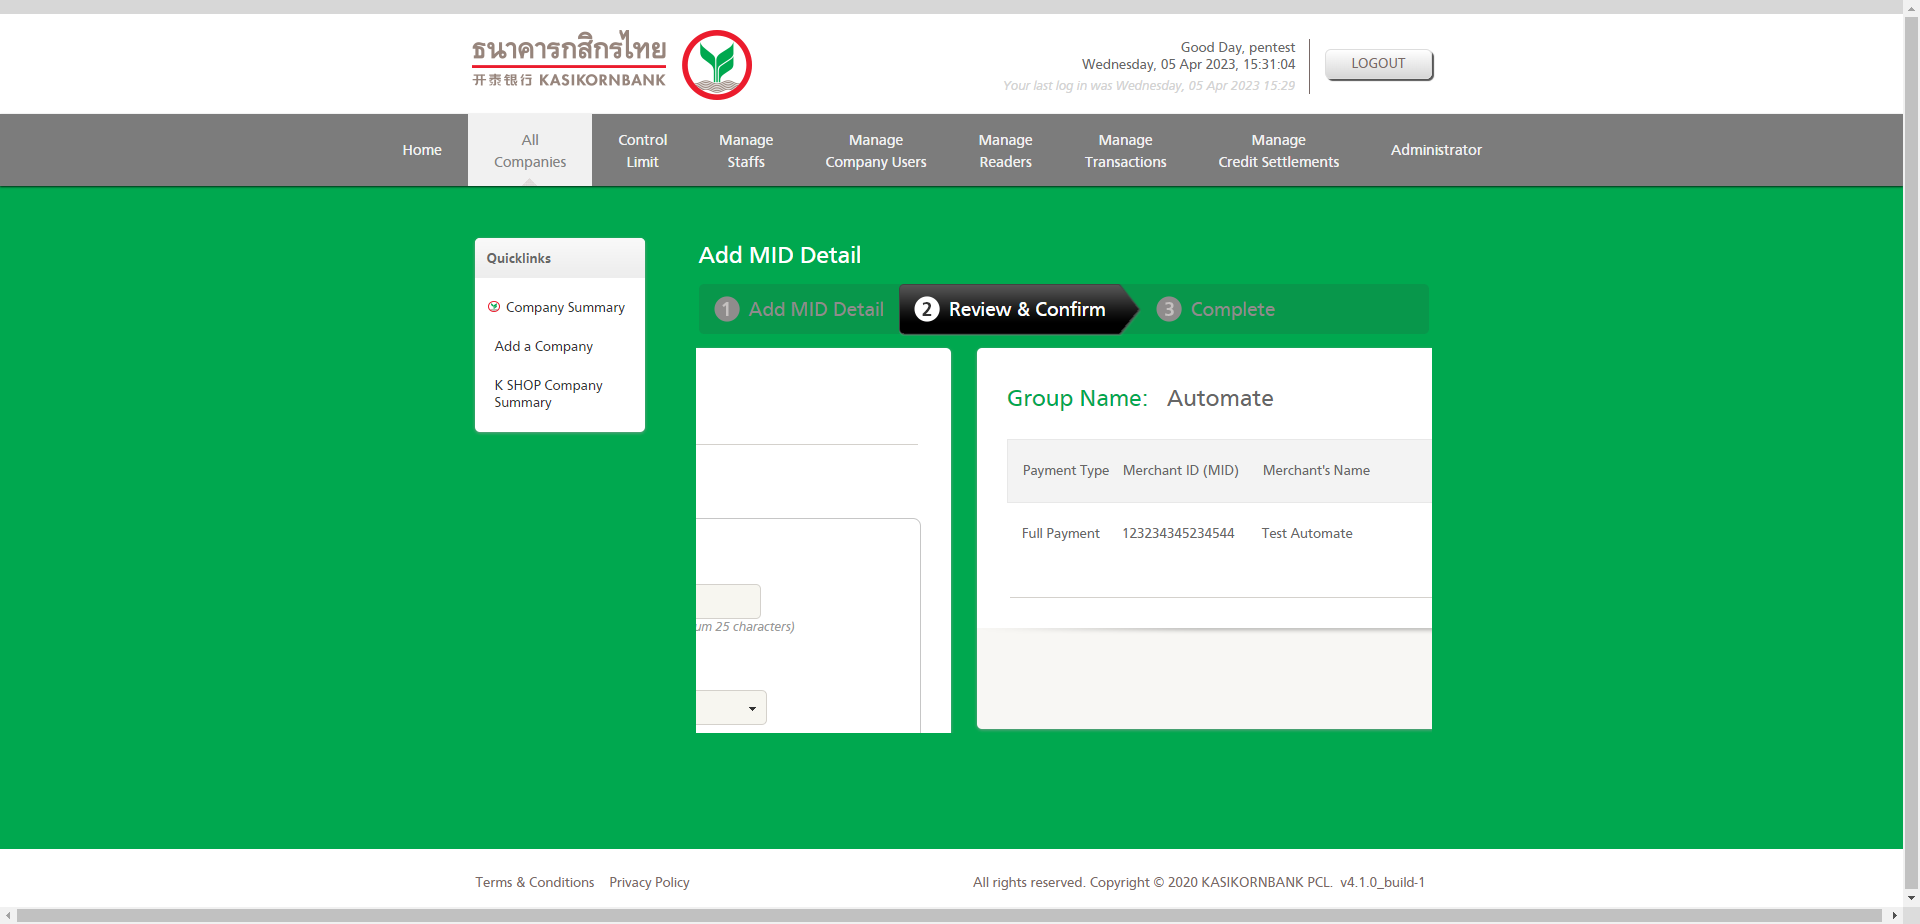 ธนาคารกสิกรไทย
开泰银行 KASIKORNBANK
Good Day, pentest
Wednesday, 05 Apr 2023, 15:31:04
Your last log in was Wednesday, 05 Apr 2023 15:29
LOGOUT
Home
All
Companies
Control
Limit
Manage
Staffs
Manage
Company Users
Manage
Readers
Manage
Transactions
Manage
Credit Settlements
Administrator
Quicklinks
Company Summary
Add a Company
K SHOP Company
Summary
Add MID Detail
1 Add MID Detail
2 Review & Confirm
3 Complete
25 characters)
Group Name: Automate
Payment Type Merchant ID (MID) Merchant's Name
Full Payment 123234345234544 Test Automate
Terms & Conditions Privacy Policy
All rights reserved. Copyright © 2020 KASIKORNBANK PCL. v4.1.0_build-1